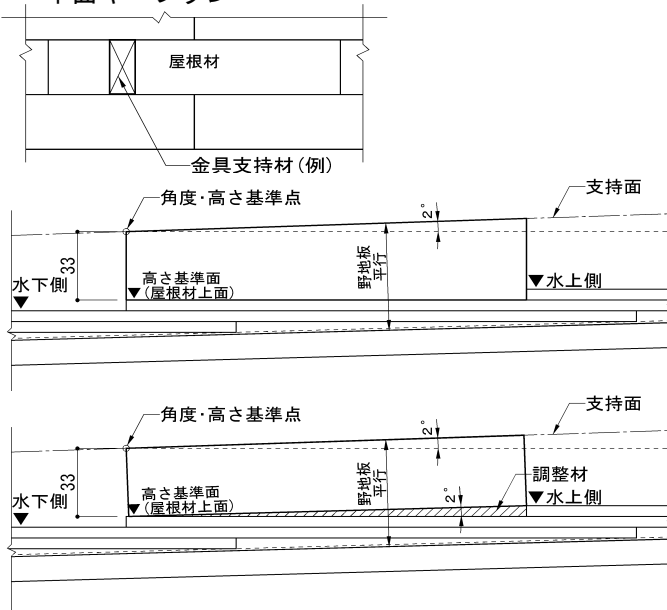 屋根材
金具支持材(例)
角度・高さ基準点
支持面
2°
33
水下側
高さ基準面
(屋根材上面)
野地板
平行
水上側
角度・高さ基準点
支持面
2°
33
水下側
高さ基準面
(屋根材上面)
野地板
平行
2°
調整材
水上側